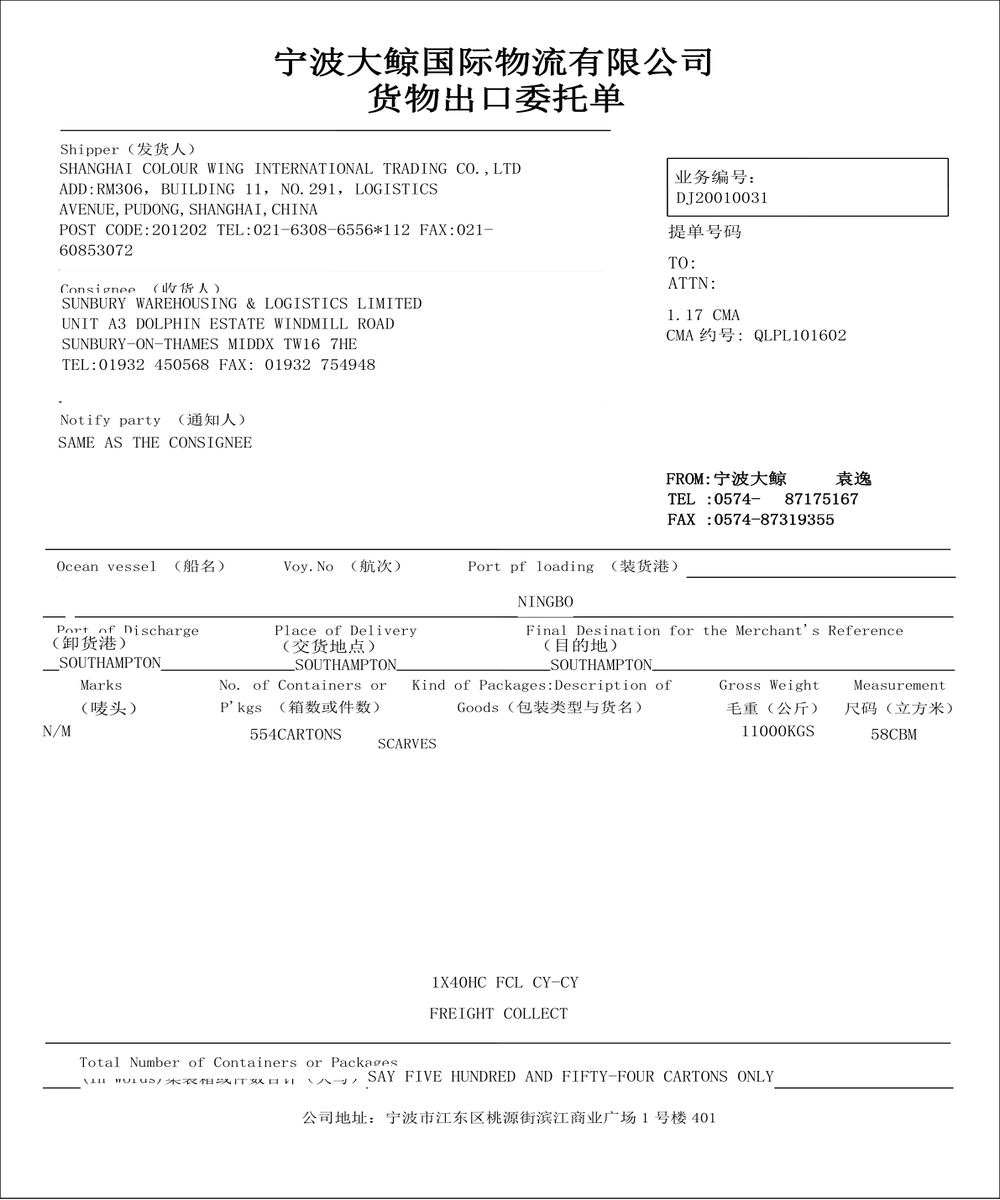 宁波大鲸国际物流有限公司
货物出口委托单
Shipper（发货人）
SHANGHAI COLOUR WING INTERNATIONAL TRADING CO.,LTD
ADD:RM306, BUILDING 11, NO.291, LOGISTICS
AVENUE,PUDONG,SHANGHAI,CHINA
POST CODE:201202 TEL:021-6308-6556*112 FAX:021-
60853072
业务编号:
DJ20010031
提单号码
TO:
ATTN:
1.17 CMA
CMA 约号: QLPL101602
Consignee （收货人）
SUNBURY WAREHOUSING & LOGISTICS LIMITED
UNIT A3 DOLPHIN ESTATE WINDMILL ROAD
SUNBURY-ON-THAMES MIDDX TW16 7HE
TEL:01932 450568 FAX: 01932 754948
-
Notify party （通知人）
SAME AS THE CONSIGNEE
FROM:宁波大鲸 袁逸
TEL :0574- 87175167
FAX :0574-87319355
Ocean vessel （船名） Voy.No （航次） Port pf loading （装货港）
NINGBO
Port of Discharge Place of Delivery Final Desination for the Merchant's Reference
（卸货港） （交货地点） （目的地）
SOUTHAMPTON SOUTHAMPTON SOUTHAMPTON
Marks No. of Containers or Kind of Packages:Description of Gross Weight Measurement
（唛头） P'kgs （箱数或件数） Goods（包装类型与货名） 毛重（公斤） 尺码（立方米）
N/M 554CARTONS SCARVES 11000KGS 58CBM
1X40HC FCL CY-CY
FREIGHT COLLECT
Total Number of Containers or Packages
(In words)集装箱或件数合计（大写） SAY FIVE HUNDRED AND FIFTY-FOUR CARTONS ONLY
公司地址: 宁波市江东区桃源街滨江商业广场 1 号楼 401